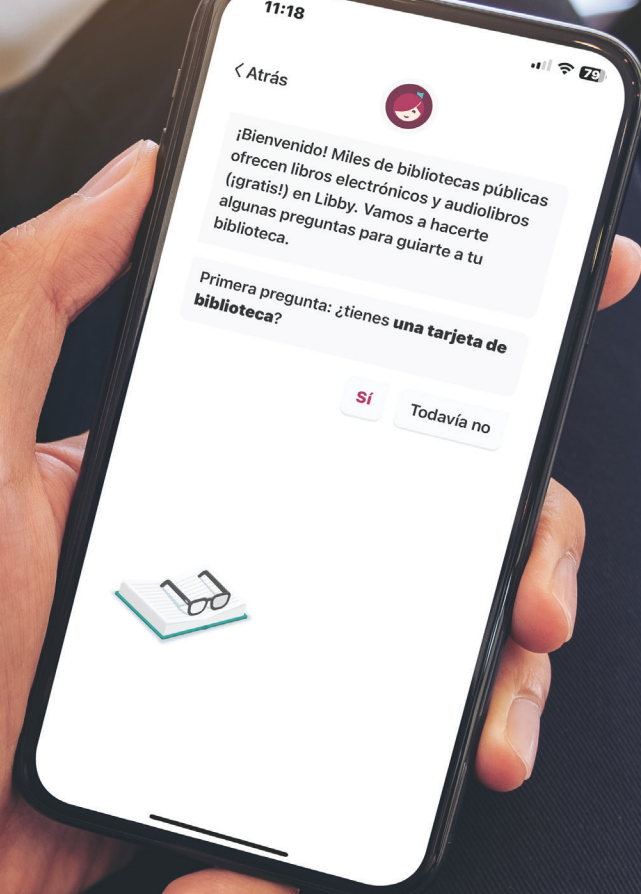 11:18
79
Atrás
¡Bienvenido! Miles de bibliotecas públicas
ofrecen libros electrónicos y audiolibros
(¡gratis!) en Libby. Vamos a hacerte
algunas preguntas para guiarte a tu
biblioteca.
Primera pregunta: ¿tienes una tarjeta de
biblioteca?
Sí
Todavía no